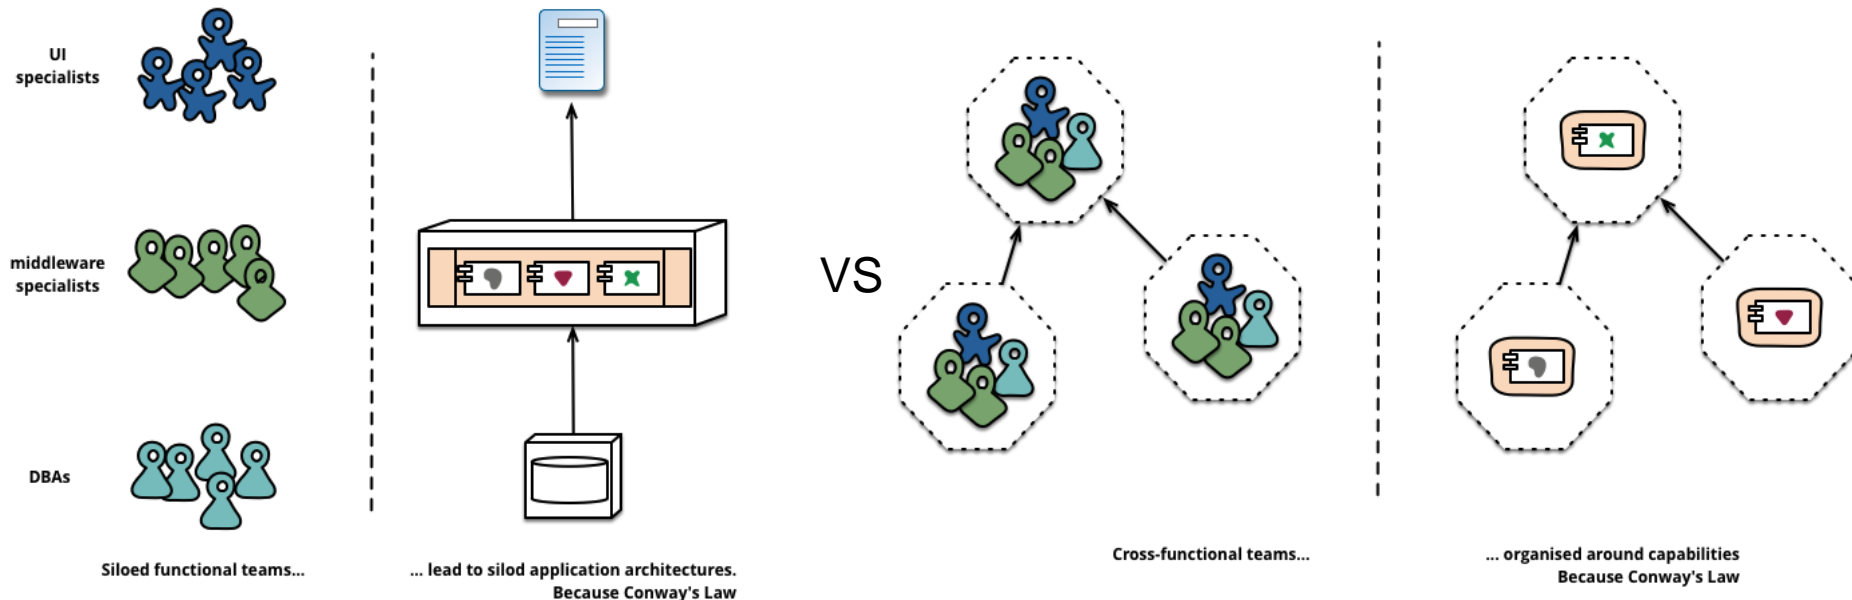 UI
specialists
middleware
specialists
DBAs
Siloed functional teams...
... lead to silod application architectures.
Because Conway's Law
VS
Cross-functional teams...
... organised around capabilities
Because Conway's Law